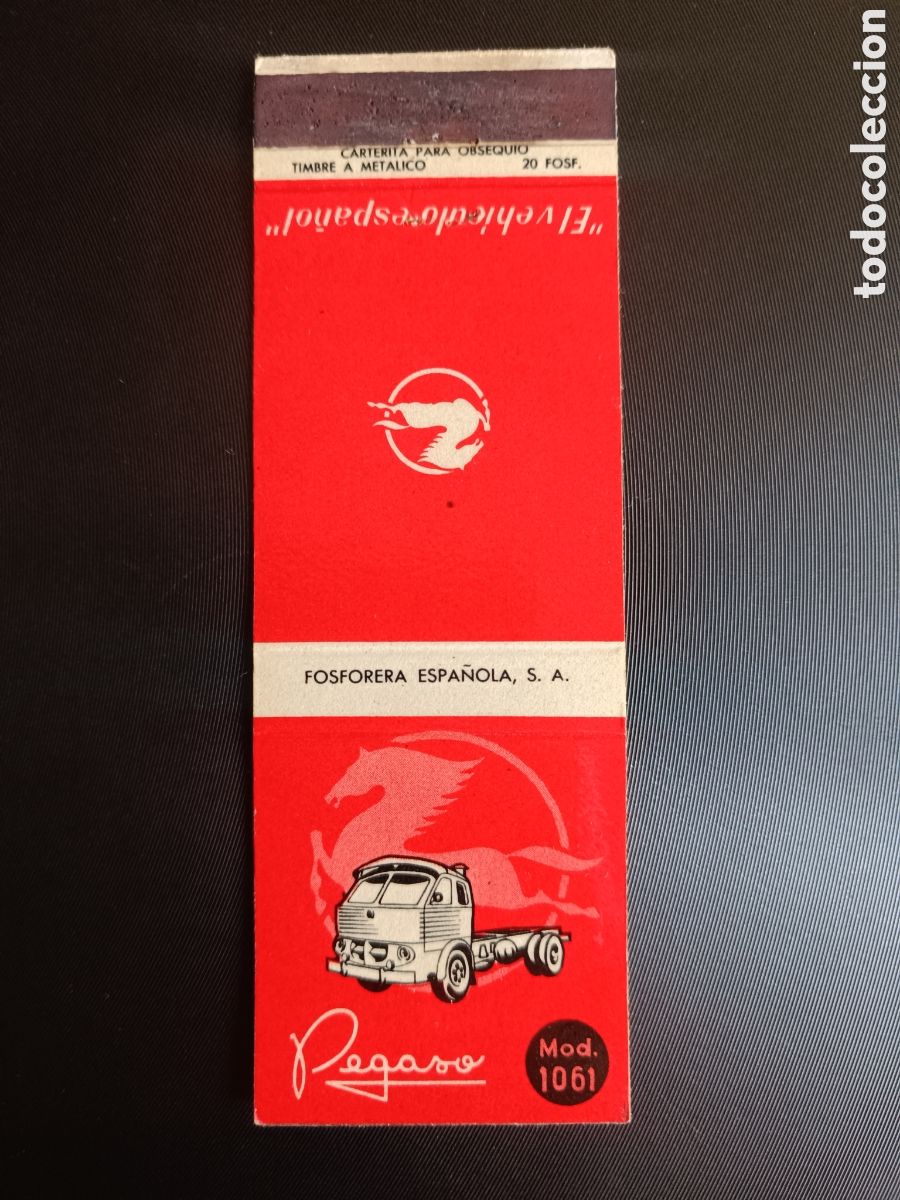 CARTERITA PARA OBSEQUIO
TIMBRE A METALICO 20 FOSF.
"El vehículo español"
FOSFORERA ESPAÑOLA, S. A.
Pegaso
Mod.
1061
todocoleccion